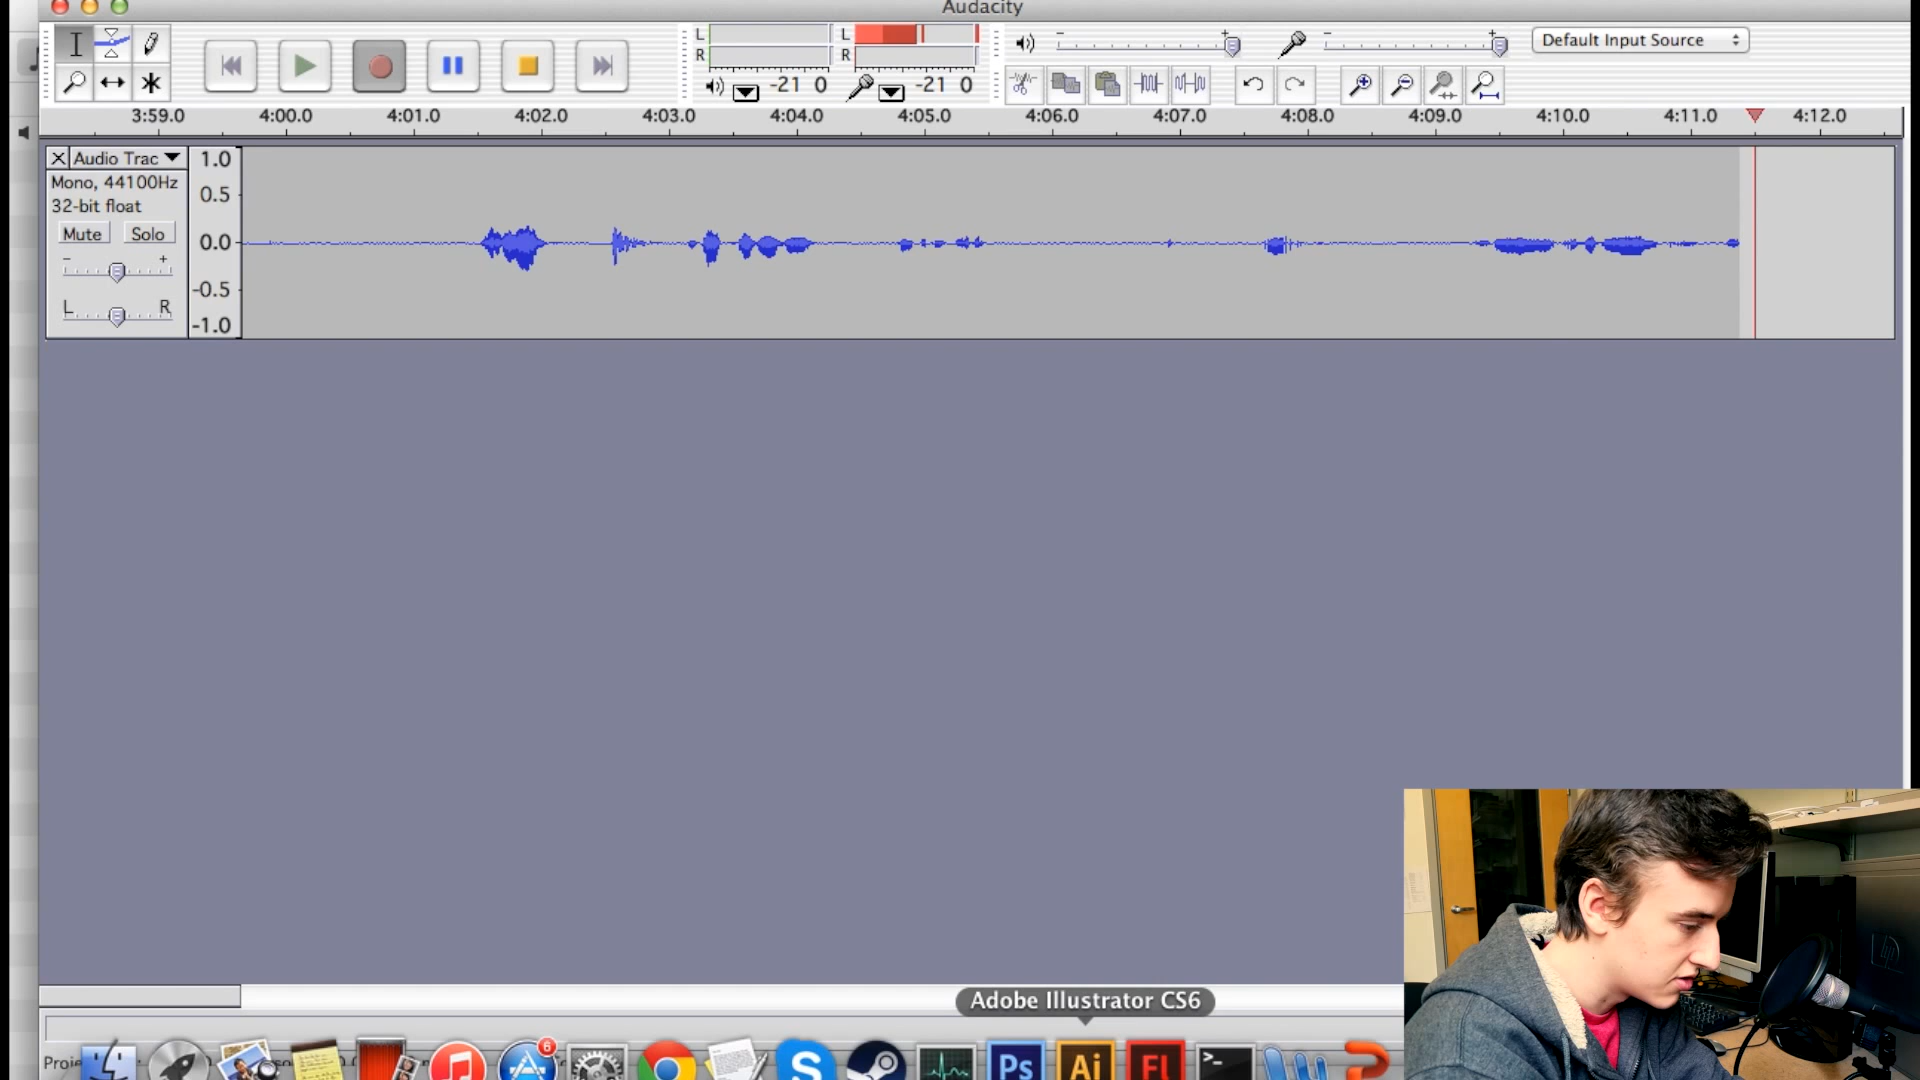 Audacity
L
R
-21 0
L
R
-21 0
- +
- +
Default Input Source
3:59.0 4:00.0 4:01.0 4:02.0 4:03.0 4:04.0 4:05.0 4:06.0 4:07.0 4:08.0 4:09.0 4:10.0 4:11.0 4:12.0
X Audio Trac
Mono, 44100Hz
32-bit float
Mute Solo
- +
L R
1.0
0.5
0.0
-0.5
-1.0
Adobe Illustrator CS6
6
Ps Ai Fl